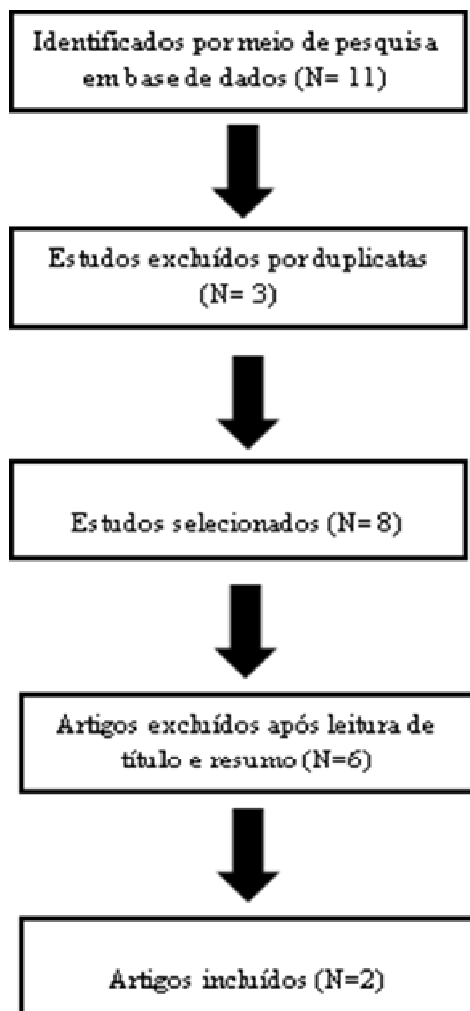 Identificados por meio de pesquisa
em base de dados (N= 11)
Estudos excluídos por duplicatas
(N= 3)
Estudos selecionados (N= 8)
Artigos excluídos após leitura de
título e resumo (N=6)
Artigos incluídos (N=2)